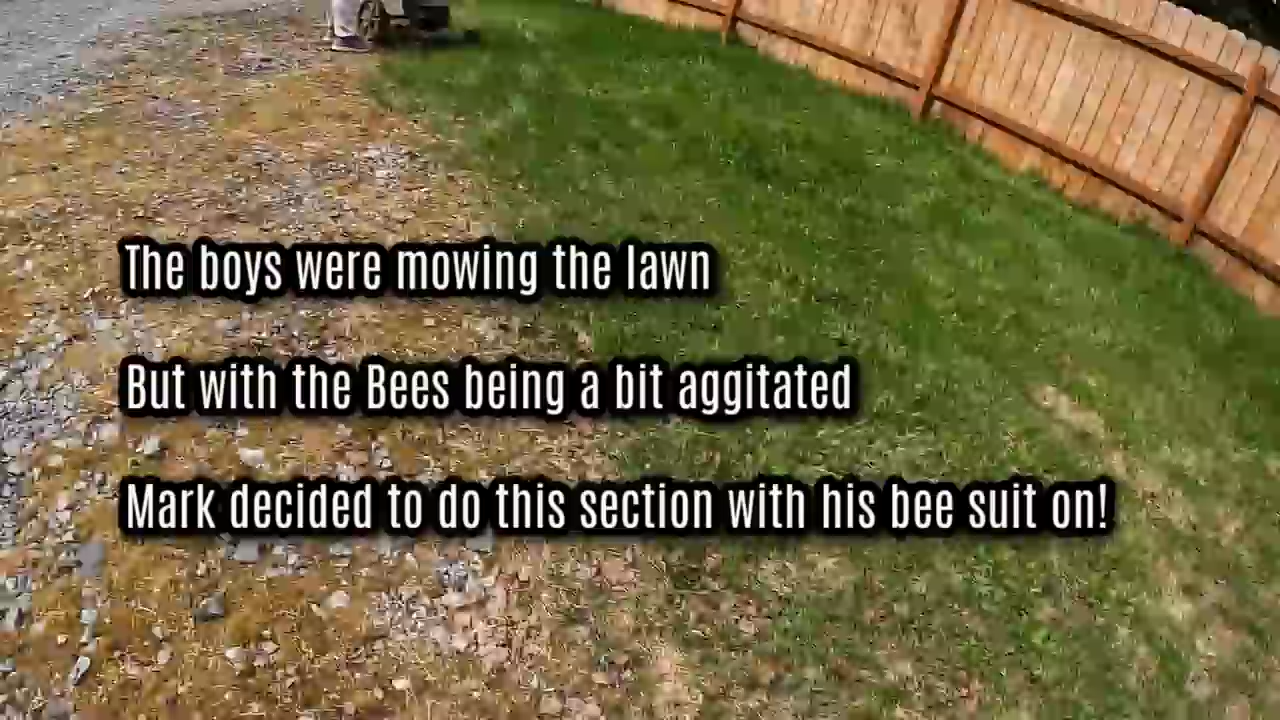 The boys were mowing the lawn
But with the Bees being a bit aggitated
Mark decided to do this section with his bee suit on!